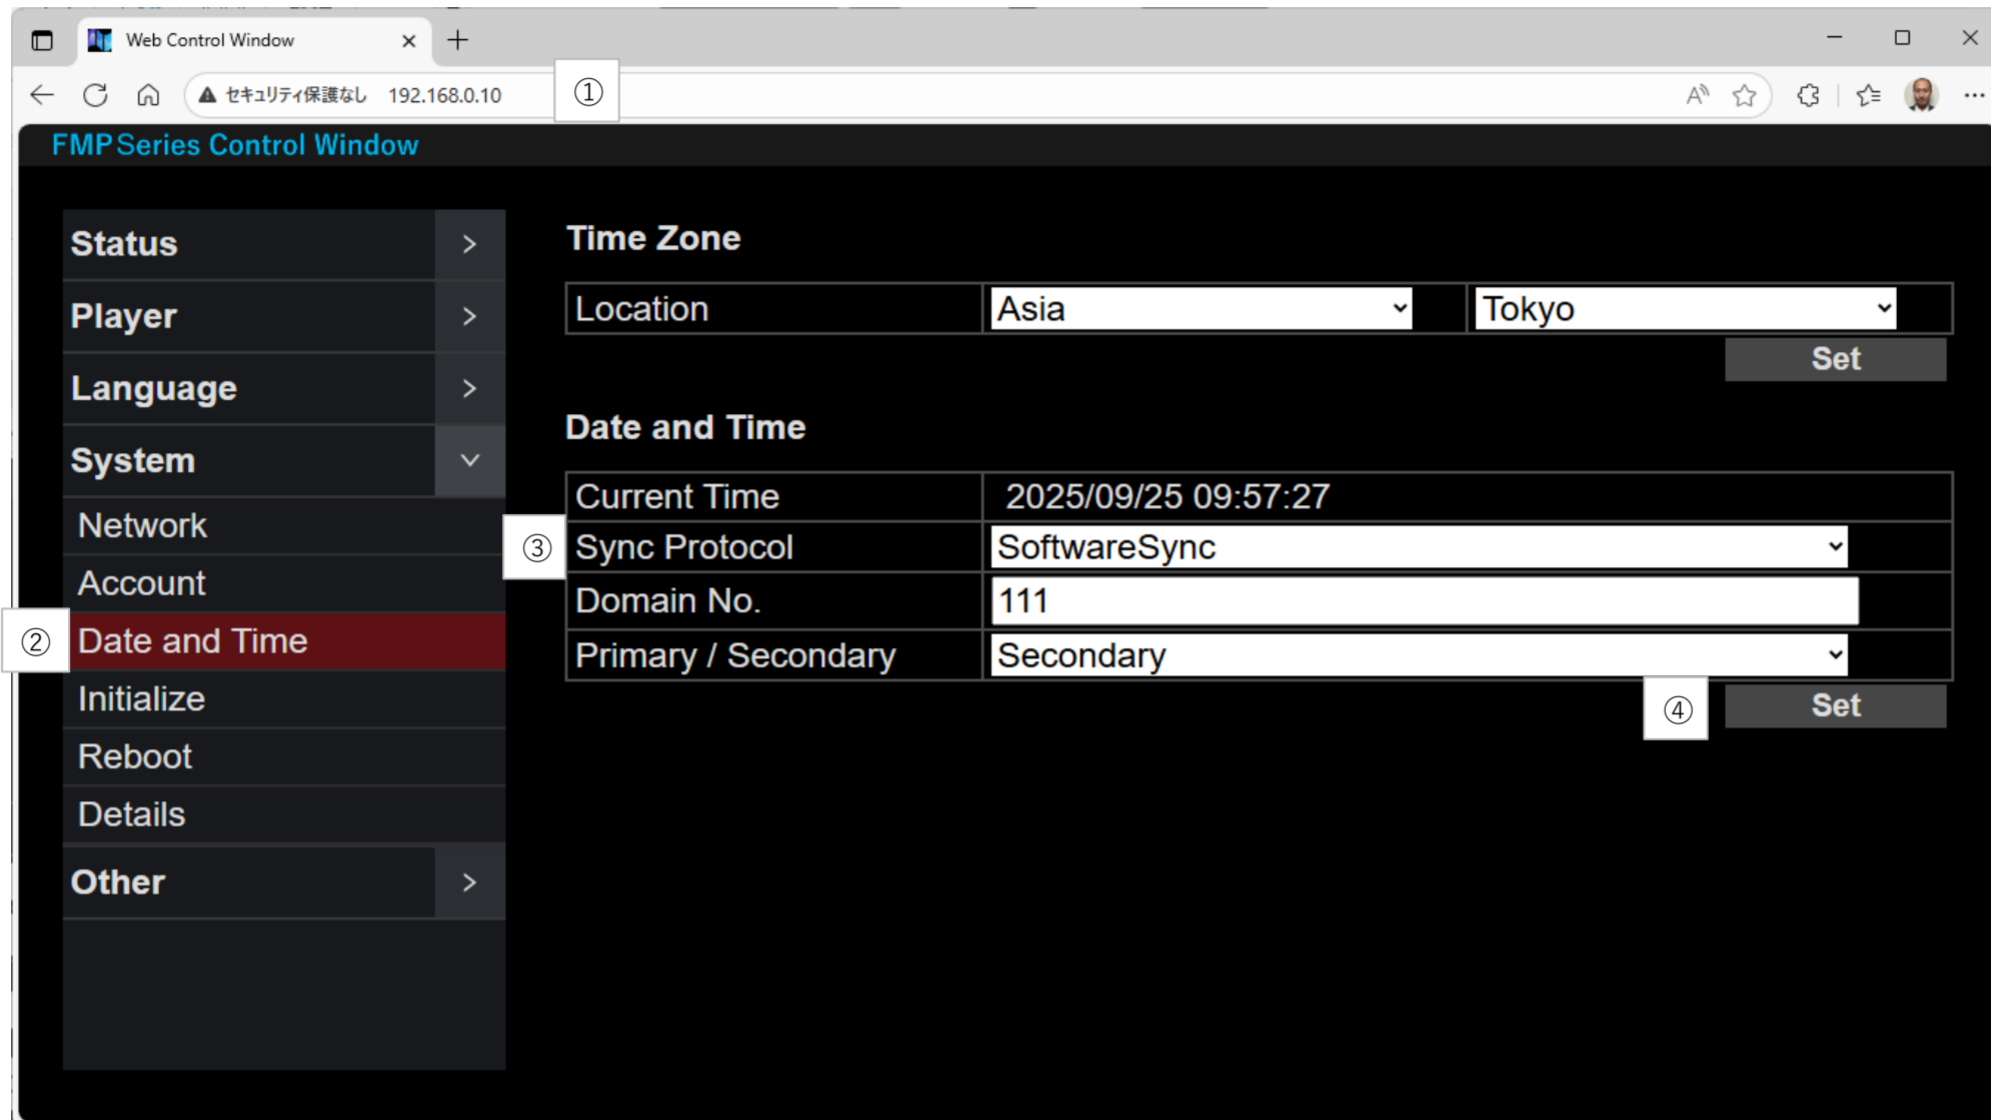 Web Control Window
セキュリティ保護なし 192.168.0.10 ①
FMP Series Control Window
Status
Player
Language
System
Network
Account
② Date and Time
Initialize
Reboot
Details
Other
Time Zone
Location Asia Tokyo
Set
Date and Time
Current Time 2025/09/25 09:57:27
③ Sync Protocol SoftwareSync
Domain No. 111
Primary / Secondary Secondary
④ Set